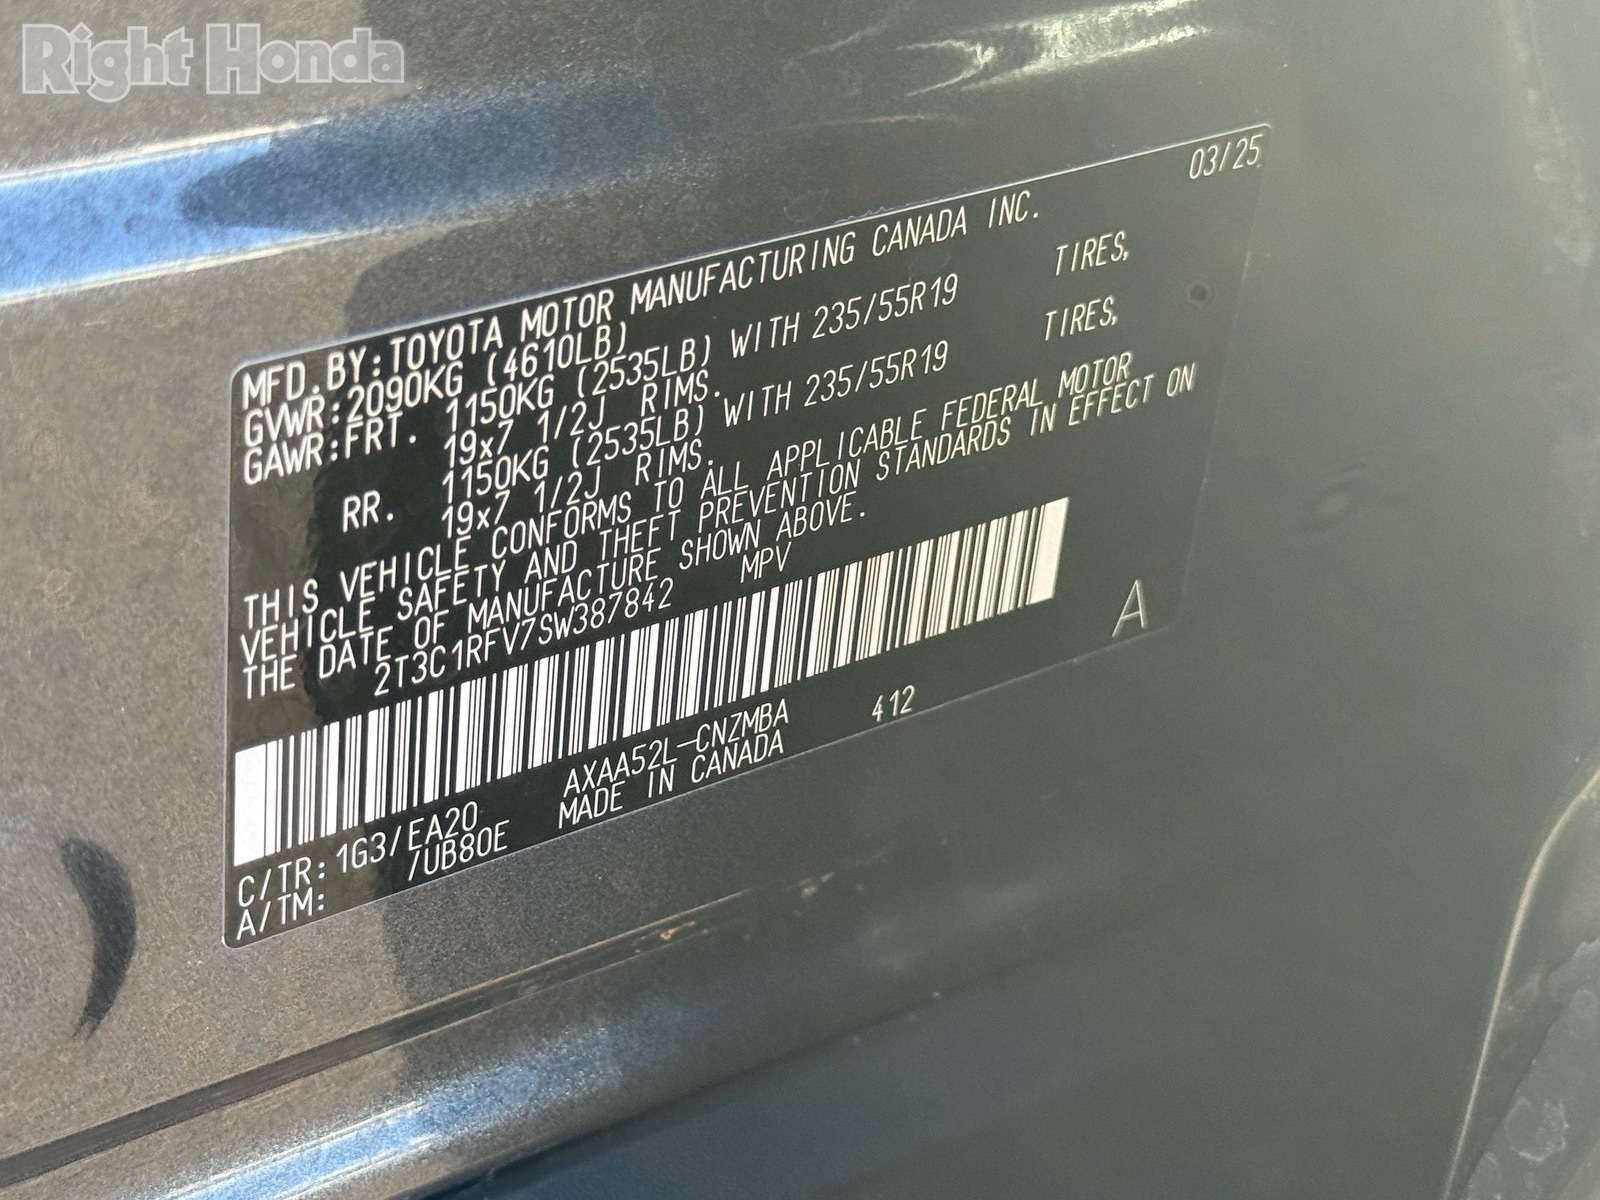 Right Honda
03/25
MFD.BY:TOYOTA MOTOR MANUFACTURING CANADA INC.
GVWR:2090KG (4610LB)
GAWR:FRT. 1150KG (2535LB) WITH 235/55R19 TIRES,
19x7 1/2J RIMS.
RR. 1150KG (2535LB) WITH 235/55R19 TIRES,
19x7 1/2J RIMS.
THIS VEHICLE CONFORMS TO ALL APPLICABLE FEDERAL MOTOR
VEHICLE SAFETY AND THEFT PREVENTION STANDARDS IN EFFECT ON
THE DATE OF MANUFACTURE SHOWN ABOVE.
2T3C1RFV7SW387842 MPV
A
C/TR:1G3/EA20 AXAA52L-CNZMBA 412
A/TM: /UB80E MADE IN CANADA